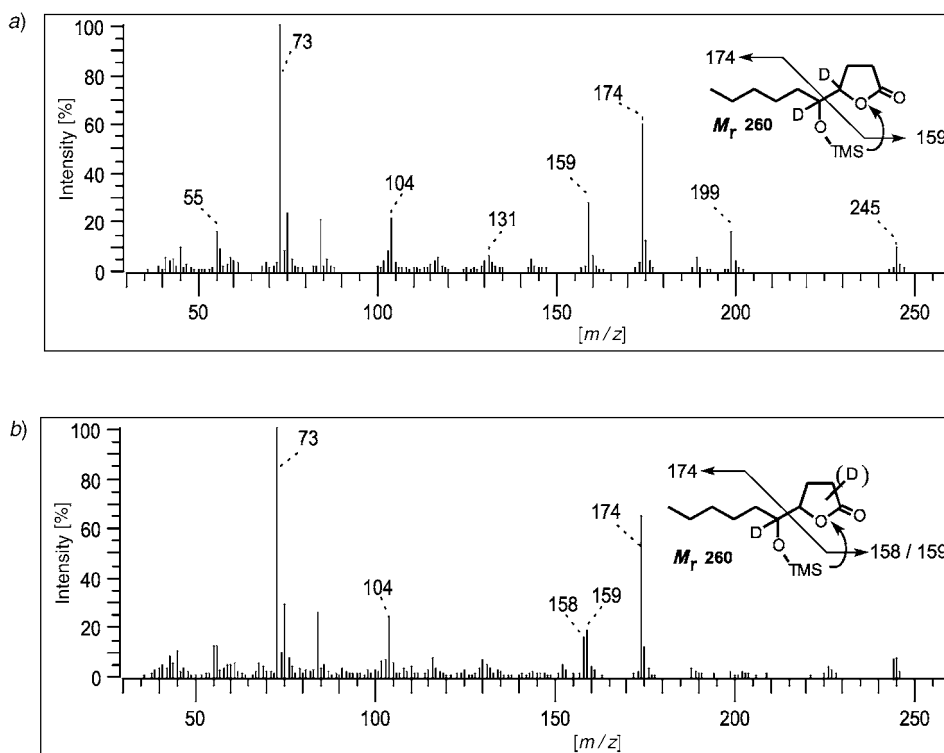 a)
Intensity [%]
100
80
60
40
20
0
73
55
104
131
159
174
199
245
174
D
D
O
O
O
TMS
Mr 260
159
50
100
150
200
250
[m/z]
b)
Intensity [%]
100
80
60
40
20
0
73
104
158
159
174
174
(D)
D
O
O
O
TMS
Mr 260
158 / 159
50
100
150
200
250
[m/z]